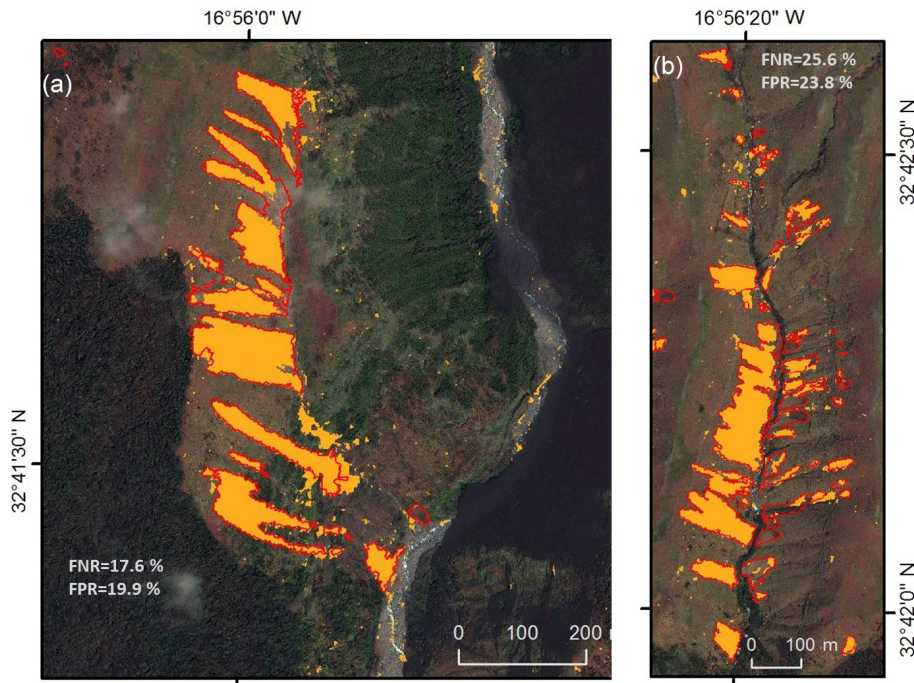 16°56'0" W
16°56'20" W
(a)
(b)
FNR=25.6 %
FPR=23.8 %
32°42'30" N
32°41'30" N
FNR=17.6 %
FPR=19.9 %
0 100 200 m
0 100 m
32°42'0" N